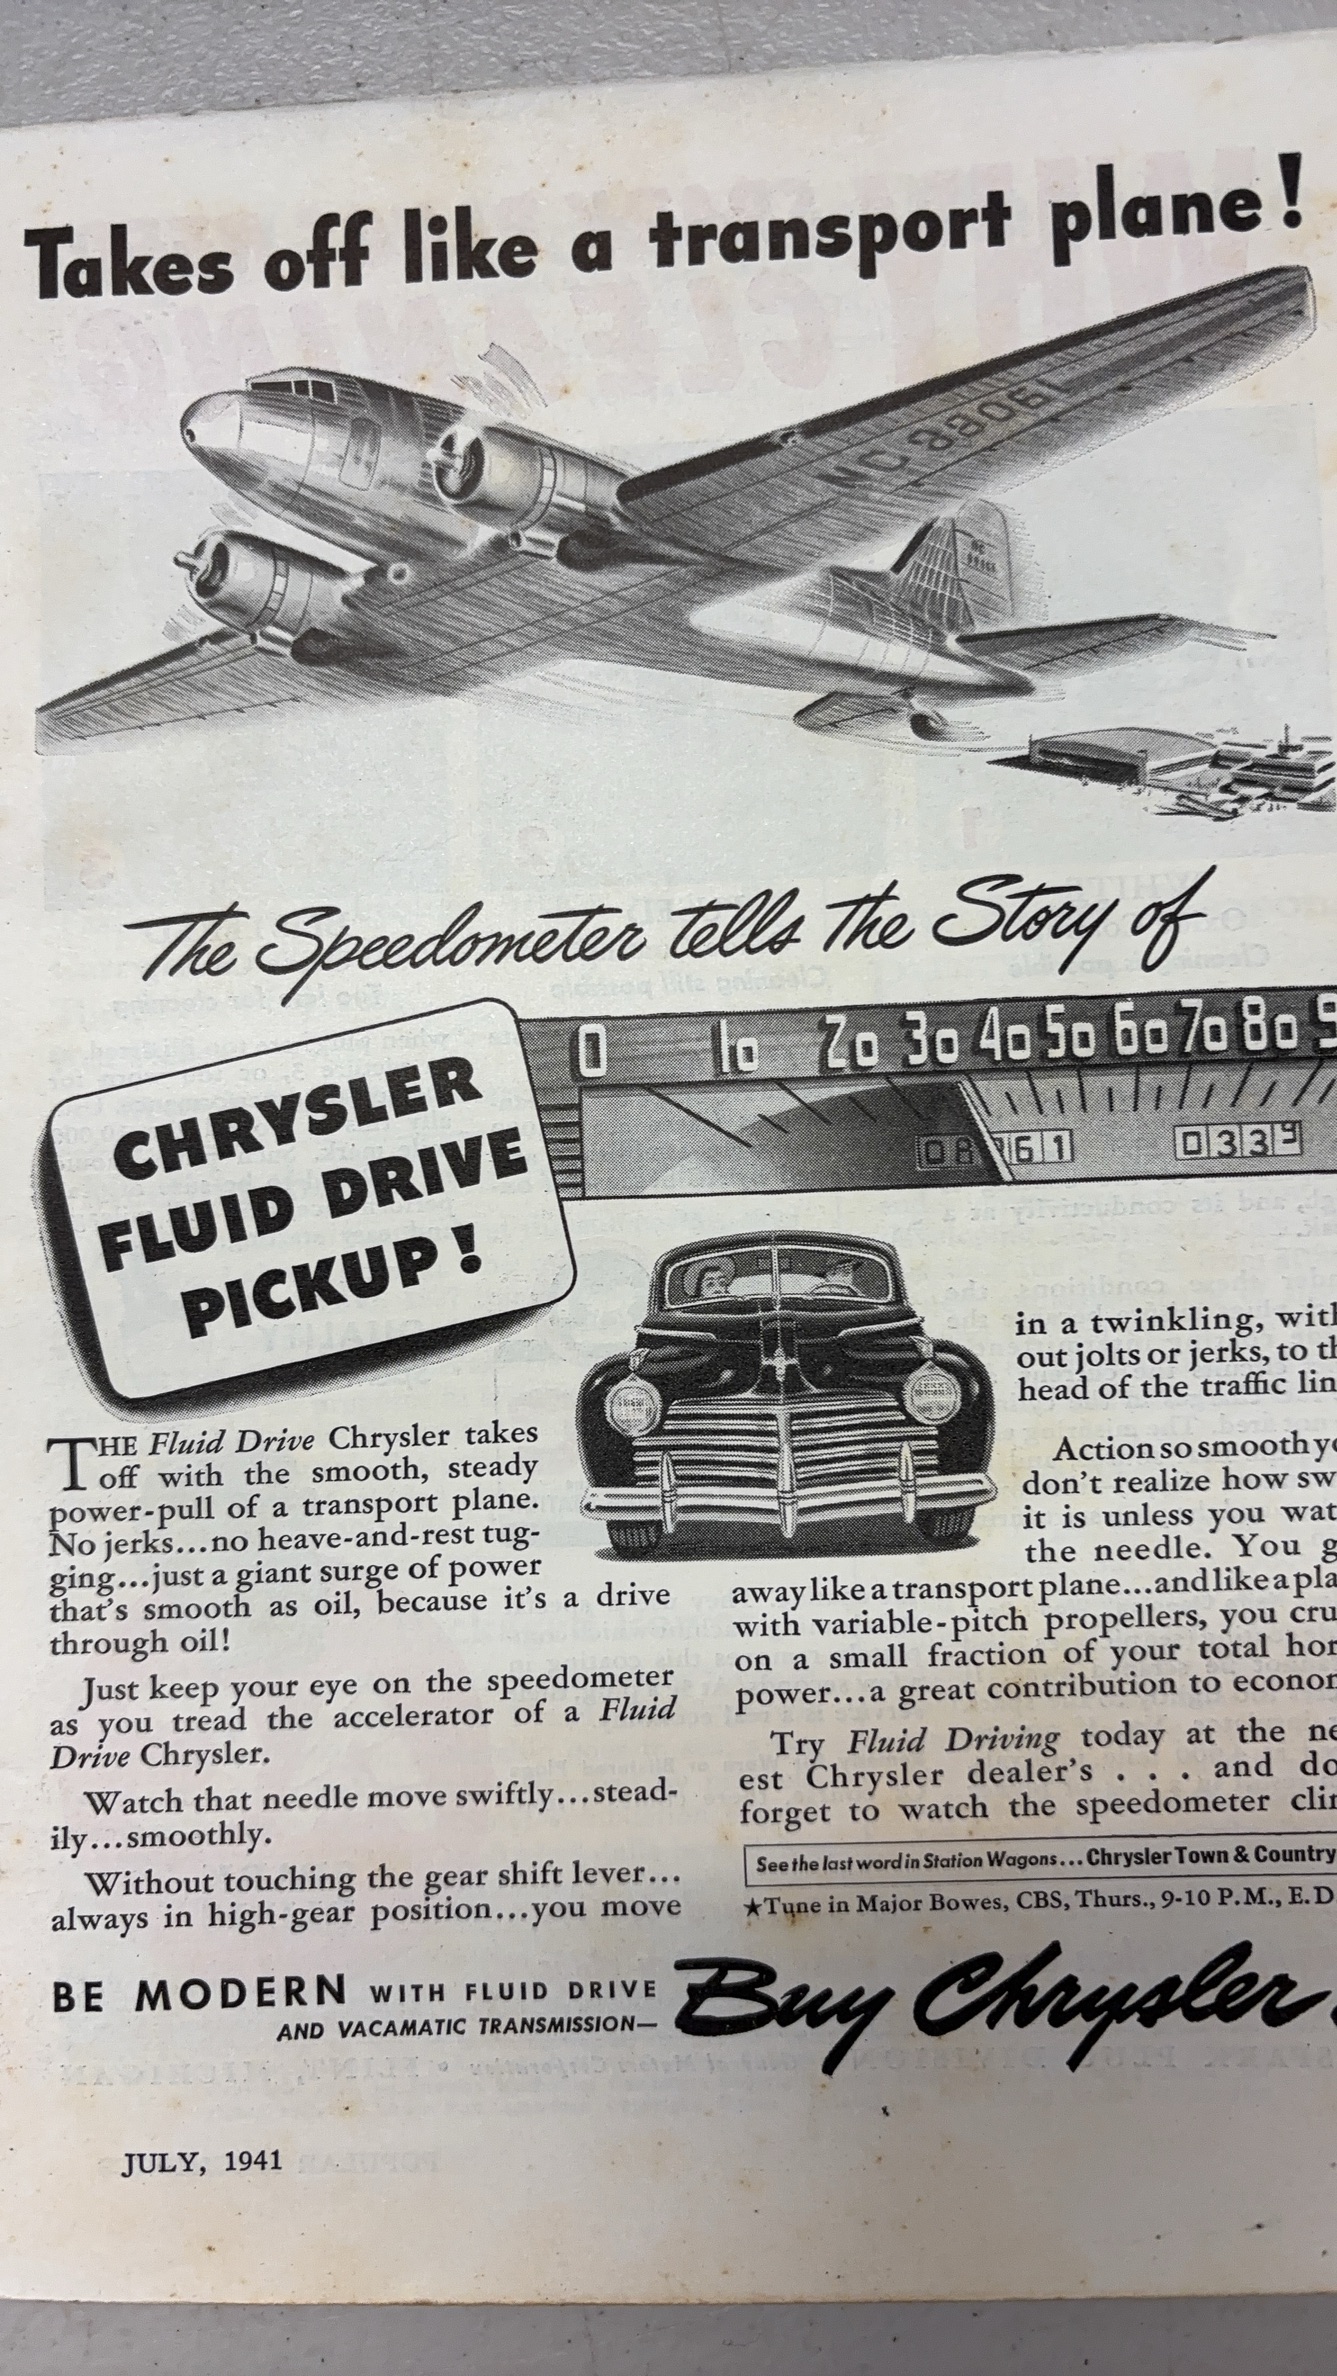 Takes off like a transport plane!
NC 33061
NC
The Speedometer tells the Story of
CHRYSLER
FLUID DRIVE
PICKUP!
0 10 20 30 40 50 60 70 80 9
08 61 0339
THE Fluid Drive Chrysler takes
off with the smooth, steady
power-pull of a transport plane.
No jerks...no heave-and-rest tug-
ging...just a giant surge of power
that's smooth as oil, because it's a drive
through oil!
Just keep your eye on the speedometer
as you tread the accelerator of a Fluid
Drive Chrysler.
Watch that needle move swiftly...stead-
ily...smoothly.
Without touching the gear shift lever...
always in high-gear position...you move
in a twinkling, with
out jolts or jerks, to th
head of the traffic lin
Action so smooth yo
don't realize how sw
it is unless you wat
the needle. You g
away like a transport plane...and like a pla
with variable-pitch propellers, you cru
on a small fraction of your total hor
power...a great contribution to econom
Try Fluid Driving today at the ne
est Chrysler dealer's . . . and do
forget to watch the speedometer clim
See the last word in Station Wagons... Chrysler Town & Country
★Tune in Major Bowes, CBS, Thurs., 9-10 P.M., E.D
BE MODERN WITH FLUID DRIVE
AND VACAMATIC TRANSMISSION—
Buy Chrysler
JULY, 1941